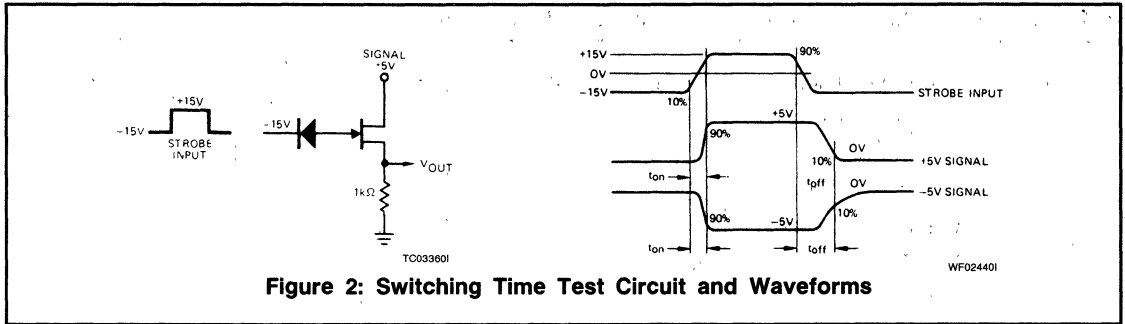 SIGNAL
+5V
+15V
-15V
STROBE
INPUT
-15V
VOUT
1kΩ
TC03360I
+15V
0V
-15V
10%
90%
STROBE INPUT
+5V
90%
10%
0V
+5V SIGNAL
ton
toff
0V
-5V SIGNAL
90%
-5V
10%
ton
toff
WF02440I
Figure 2: Switching Time Test Circuit and Waveforms